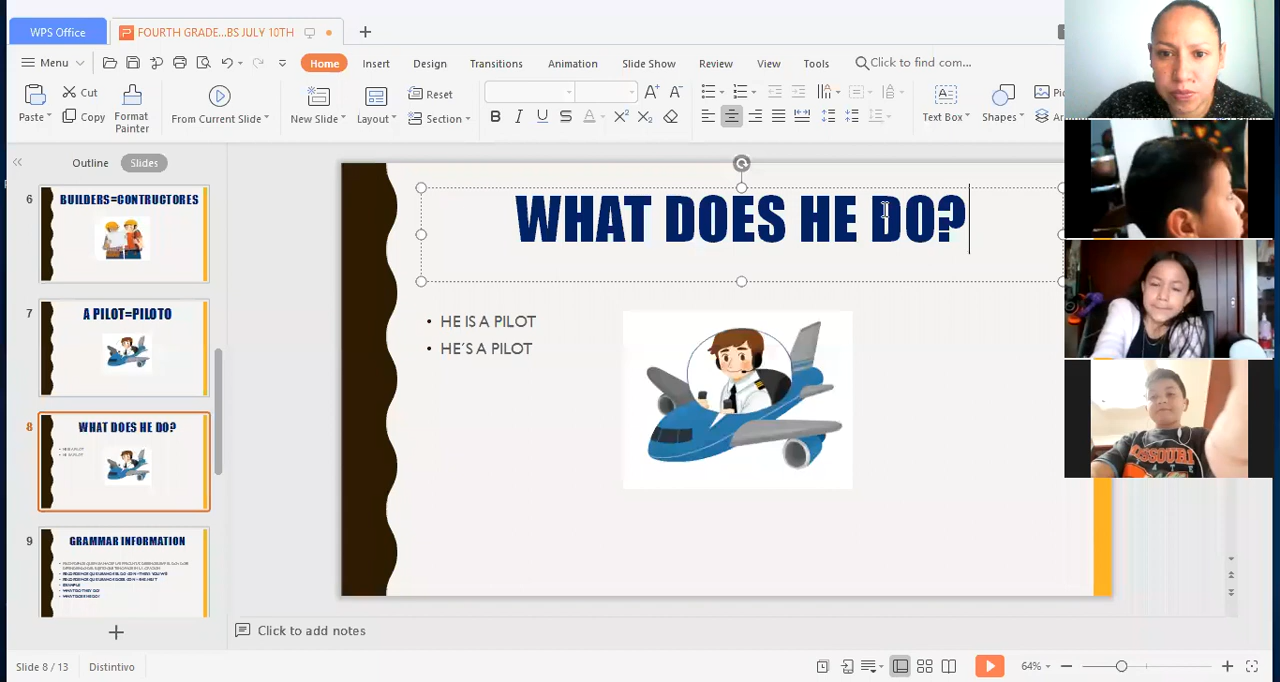 WPS Office
FOURTH GRADE...BS JULY 10TH
Menu
Home
Insert
Design
Transitions
Animation
Slide Show
Review
View
Tools
Click to find com...
Paste
Cut
Copy
Format
Painter
From Current Slide
New Slide
Layout
Reset
Section
B I U S A X² X₂
Text Box
Shapes
Outline
Slides
6
BUILDERS=CONTRUCTORES
7
A PILOT=PILOTO
8
WHAT DOES HE DO?
9
GRAMMAR INFORMATION
WHAT DOES HE DO?
• HE IS A PILOT
• HE´S A PILOT
MISSOURI
Click to add notes
Slide 8 / 13
Distintivo
64%